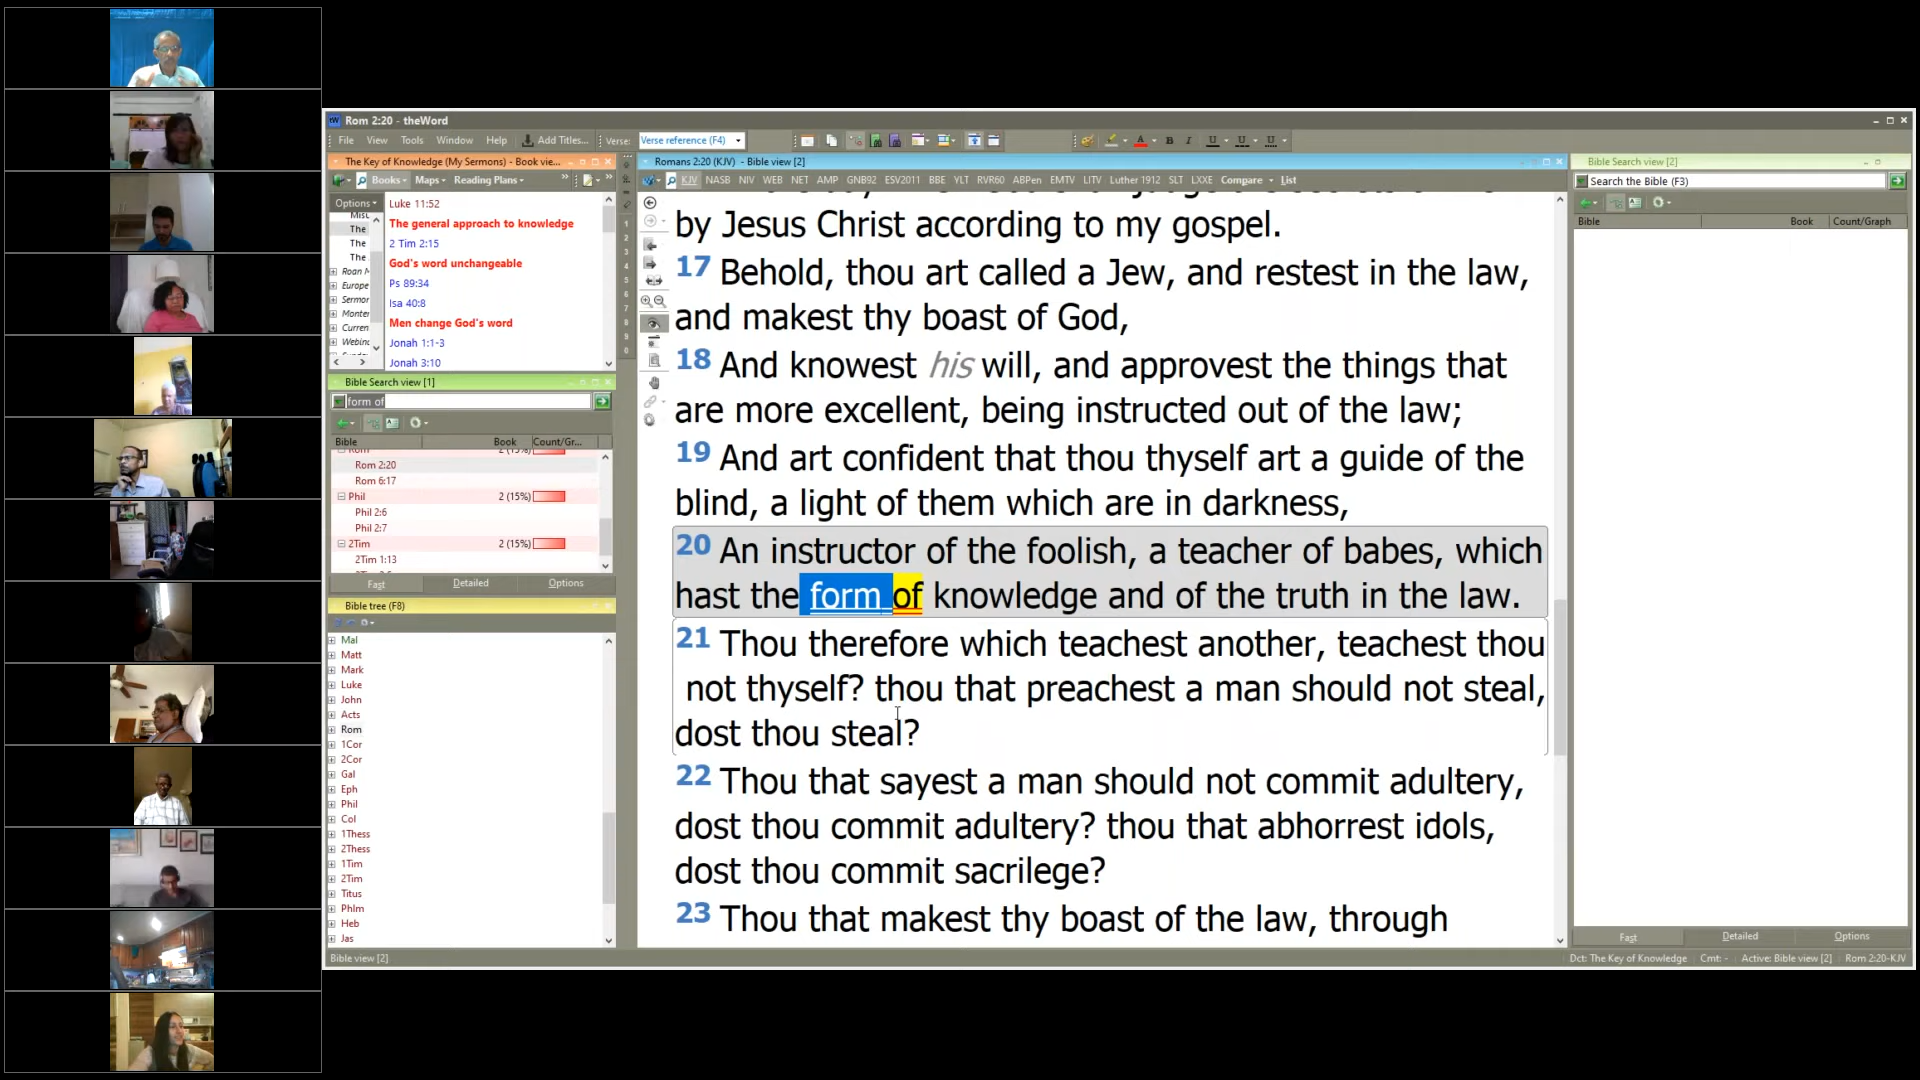 Rom 2:20 - theWord
File View Tools Window Help Add Titles... Verse: Verse reference (F4)
The Key of Knowledge (My Sermons) - Book vie...
Books Maps Reading Plans
Options
The
The
The
Roan M
Europe
Sermor
Monter
Curren
Webina
Luke 11:52
The general approach to knowledge
2 Tim 2:15
God's word unchangeable
Ps 89:34
Isa 40:8
Men change God's word
Jonah 1:1-3
Jonah 3:10
Bible Search view [1]
form of
Bible Book Count/Gr...
Rom 2 (15%)
Rom 2:20
Rom 6:17
Phil 2 (15%)
Phil 2:6
Phil 2:7
2Tim 2 (15%)
2Tim 1:13
Fast Detailed Options
Bible tree (F8)
Mal
Matt
Mark
Luke
John
Acts
Rom
1Cor
2Cor
Gal
Eph
Phil
Col
1Thess
2Thess
1Tim
2Tim
Titus
Phlm
Heb
Jas
Bible view [2]
Romans 2:20 (KJV) - Bible view [2]
KJV NASB NIV WEB NET AMP GNB92 ESV2011 BBE YLT RVR60 ABPen EMTV LITV Luther 1912 SLT LXXE Compare List
by Jesus Christ according to my gospel.
17 Behold, thou art called a Jew, and restest in the law,
and makest thy boast of God,
18 And knowest his will, and approvest the things that
are more excellent, being instructed out of the law;
19 And art confident that thou thyself art a guide of the
blind, a light of them which are in darkness,
20 An instructor of the foolish, a teacher of babes, which
hast the form of knowledge and of the truth in the law.
21 Thou therefore which teachest another, teachest thou
not thyself? thou that preachest a man should not steal,
dost thou steal?
22 Thou that sayest a man should not commit adultery,
dost thou commit adultery? thou that abhorrest idols,
dost thou commit sacrilege?
23 Thou that makest thy boast of the law, through
Bible Search view [2]
Search the Bible (F3)
Bible Book Count/Graph
Fast Detailed Options
Dct: The Key of Knowledge Cmt: - Active: Bible view [2] Rom 2:20-KJV